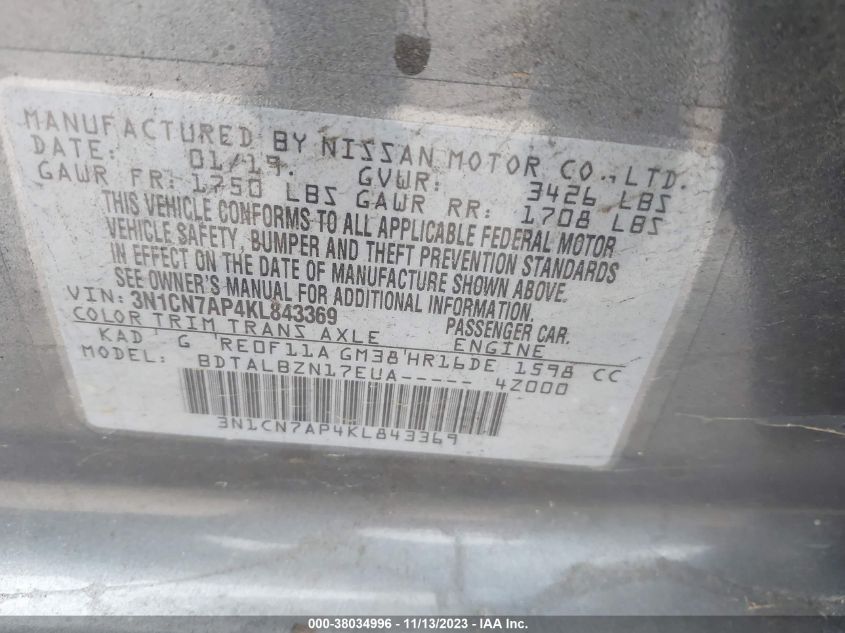 MANUFACTURED BY NISSAN MOTOR CO., LTD.
DATE: 01/19. GVWR: 3426 LBS
GAWR FR: 1750 LBS GAWR RR: 1708 LBS
THIS VEHICLE CONFORMS TO ALL APPLICABLE FEDERAL MOTOR
VEHICLE SAFETY, BUMPER AND THEFT PREVENTION STANDARDS
IN EFFECT ON THE DATE OF MANUFACTURE SHOWN ABOVE.
SEE OWNER'S MANUAL FOR ADDITIONAL INFORMATION.
VIN: 3N1CN7AP4KL843369 PASSENGER CAR.
COLOR TRIM TRANS AXLE ENGINE
KAD G RE0F11A GM38 HR16DE 1598 CC
MODEL: BDTALBZN17EUA----- 4Z000
3N1CN7AP4KL843369
000-38034996 - 11/13/2023 - IAA Inc.